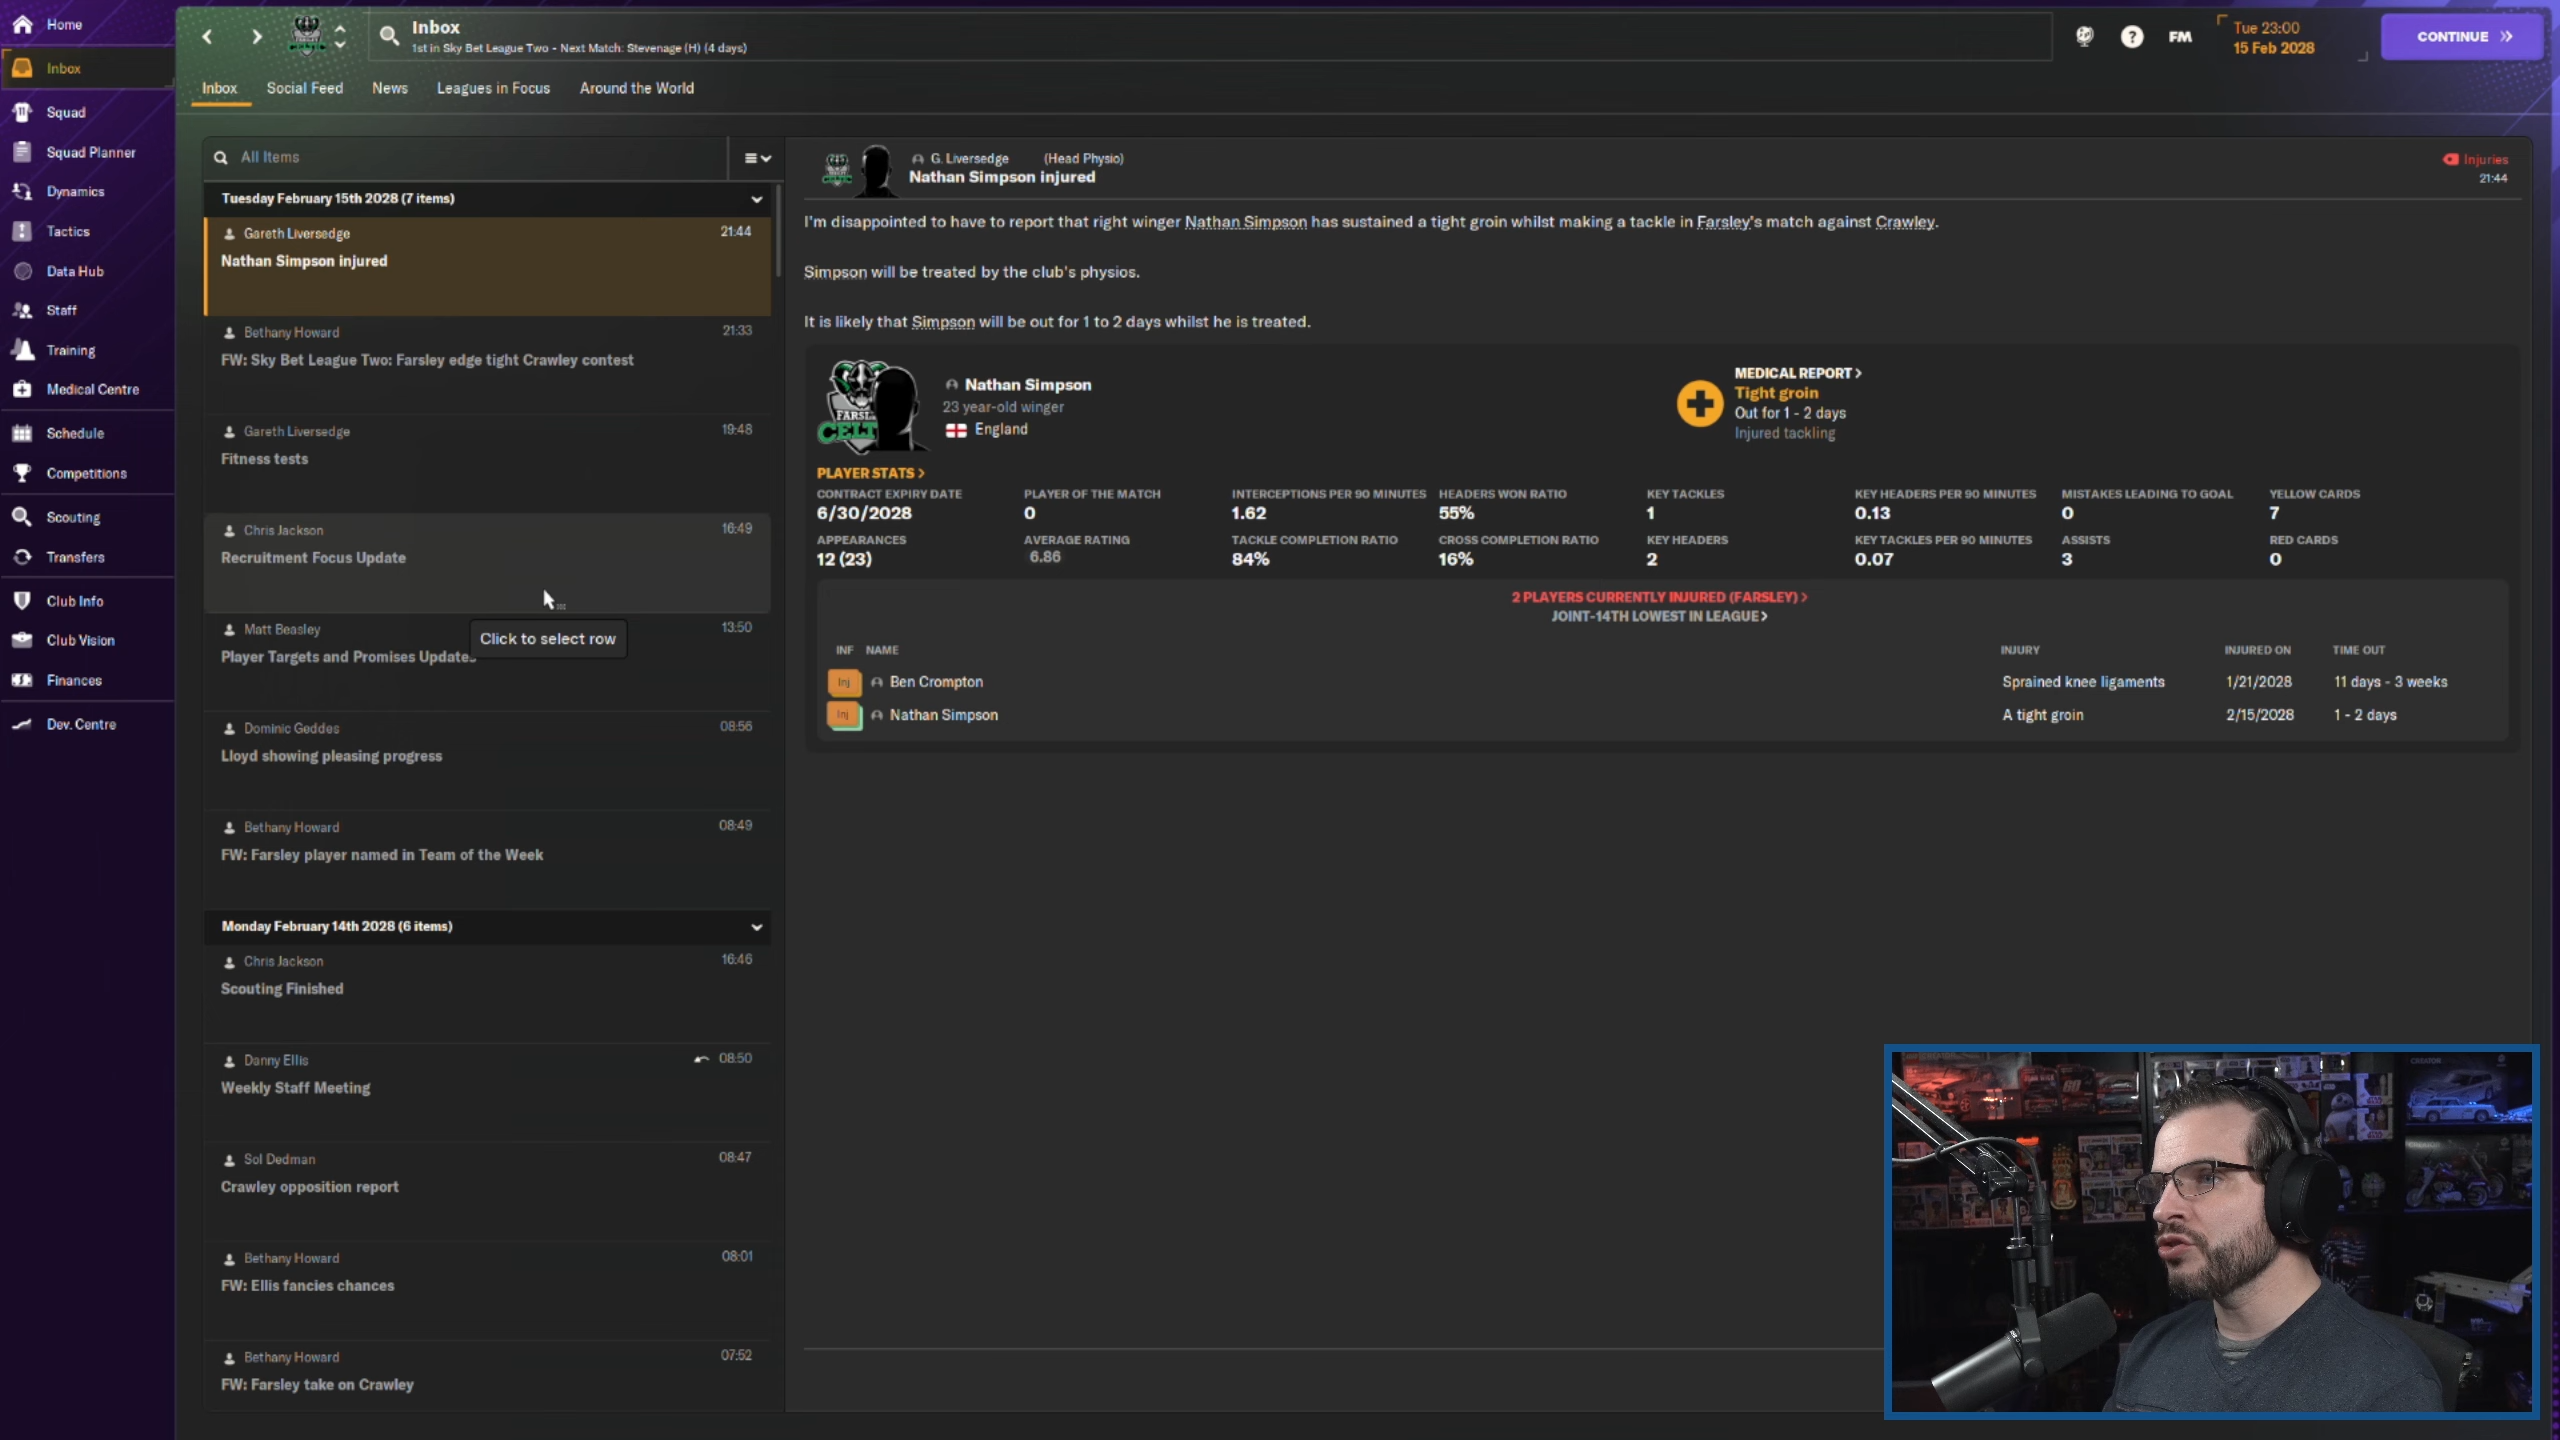 Home
Inbox
Squad
Squad Planner
Dynamics
Tactics
Data Hub
Staff
Training
Medical Centre
Schedule
Competitions
Scouting
Transfers
Club Info
Club Vision
Finances
Dev. Centre
Inbox
1st in Sky Bet League Two - Next Match: Stevenage (H) (4 days)
FM
Tue 23:00
15 Feb 2028
CONTINUE
Inbox Social Feed News Leagues in Focus Around the World
All Items
Tuesday February 15th 2028 (7 items)
Gareth Liversedge 21:44
Nathan Simpson injured
Bethany Howard 21:33
FW: Sky Bet League Two: Farsley edge tight Crawley contest
Gareth Liversedge 19:48
Fitness tests
Chris Jackson 16:49
Recruitment Focus Update
Matt Beasley 13:50
Player Targets and Promises Update
Click to select row
Dominic Geddes 08:56
Lloyd showing pleasing progress
Bethany Howard 08:49
FW: Farsley player named in Team of the Week
Monday February 14th 2028 (6 items)
Chris Jackson 16:46
Scouting Finished
Danny Ellis 08:50
Weekly Staff Meeting
Sol Dedman 08:47
Crawley opposition report
Bethany Howard 08:01
FW: Ellis fancies chances
Bethany Howard 07:52
FW: Farsley take on Crawley
G. Liversedge (Head Physio)
Nathan Simpson injured
Injuries
21:44
I'm disappointed to have to report that right winger Nathan Simpson has sustained a tight groin whilst making a tackle in Farsley's match against Crawley.
Simpson will be treated by the club's physios.
It is likely that Simpson will be out for 1 to 2 days whilst he is treated.
Nathan Simpson
23 year-old winger
England
MEDICAL REPORT >
Tight groin
Out for 1 - 2 days
Injured tackling
PLAYER STATS >
CONTRACT EXPIRY DATE PLAYER OF THE MATCH INTERCEPTIONS PER 90 MINUTES HEADERS WON RATIO KEY TACKLES KEY HEADERS PER 90 MINUTES MISTAKES LEADING TO GOAL YELLOW CARDS
6/30/2028 0 1.62 55% 1 0.13 0 7
APPEARANCES AVERAGE RATING TACKLE COMPLETION RATIO CROSS COMPLETION RATIO KEY HEADERS KEY TACKLES PER 90 MINUTES ASSISTS RED CARDS
12 (23) 6.86 84% 16% 2 0.07 3 0
2 PLAYERS CURRENTLY INJURED (FARSLEY) >
JOINT-14TH LOWEST IN LEAGUE >
INF NAME INJURY INJURED ON TIME OUT
Inj Ben Crompton Sprained knee ligaments 1/21/2028 11 days - 3 weeks
Inj Nathan Simpson A tight groin 2/15/2028 1 - 2 days